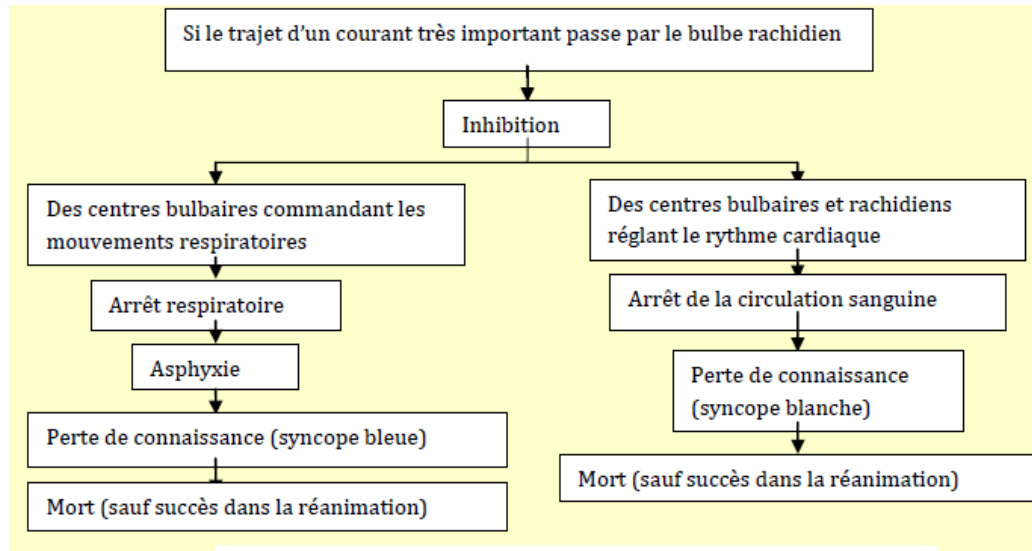 Si le trajet d’un courant très important passe par le bulbe rachidien
Inhibition
Des centres bulbaires commandant les
mouvements respiratoires
Arrêt respiratoire
Asphyxie
Perte de connaissance (syncope bleue)
Mort (sauf succès dans la réanimation)
Des centres bulbaires et rachidiens
réglant le rythme cardiaque
Arrêt de la circulation sanguine
Perte de connaissance
(syncope blanche)
Mort (sauf succès dans la réanimation)